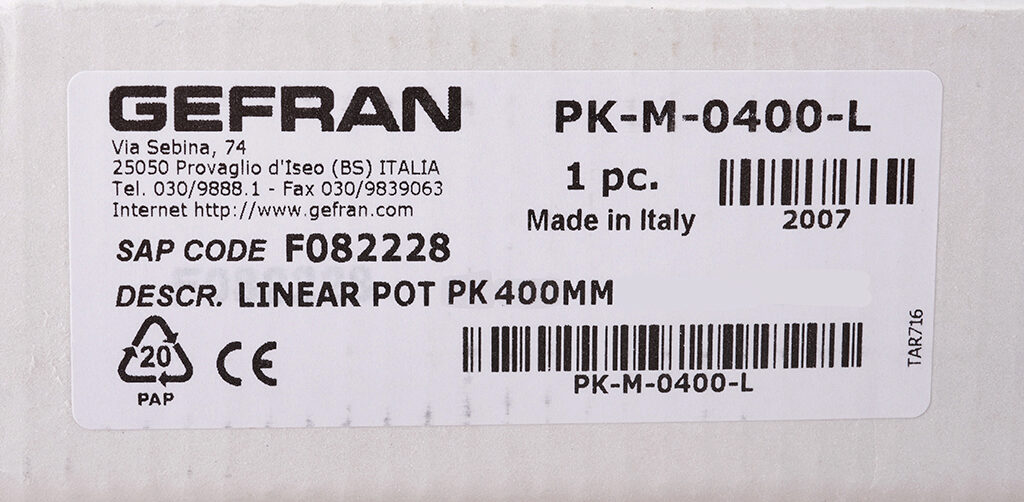 GEFRAN
Via Sebina, 74
25050 Provaglio d'Iseo (BS) ITALIA
Tel. 030/9888.1 - Fax 030/9839063
Internet http://www.gefran.com
SAP CODE F082228
DESCR. LINEAR POT PK 400MM
PK-M-0400-L
1 pc.
Made in Italy
2007
20
PAP
CE
PK-M-0400-L
TAR716